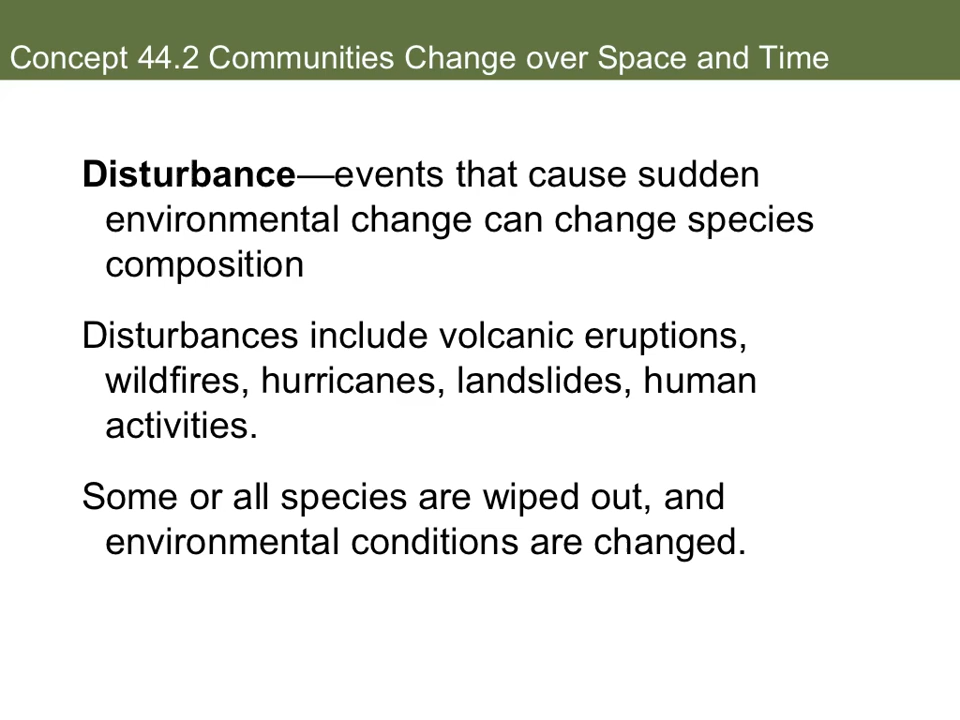 Concept 44.2 Communities Change over Space and Time
Disturbance—events that cause sudden
environmental change can change species
composition
Disturbances include volcanic eruptions,
wildfires, hurricanes, landslides, human
activities.
Some or all species are wiped out, and
environmental conditions are changed.